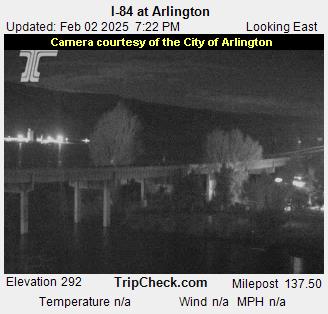 I-84 at Arlington
Updated: Feb 02 2025 7:22 PM Looking East
Camera courtesy of the City of Arlington
Elevation 292 TripCheck.com Milepost 137.50
Temperature n/a Wind n/a MPH n/a